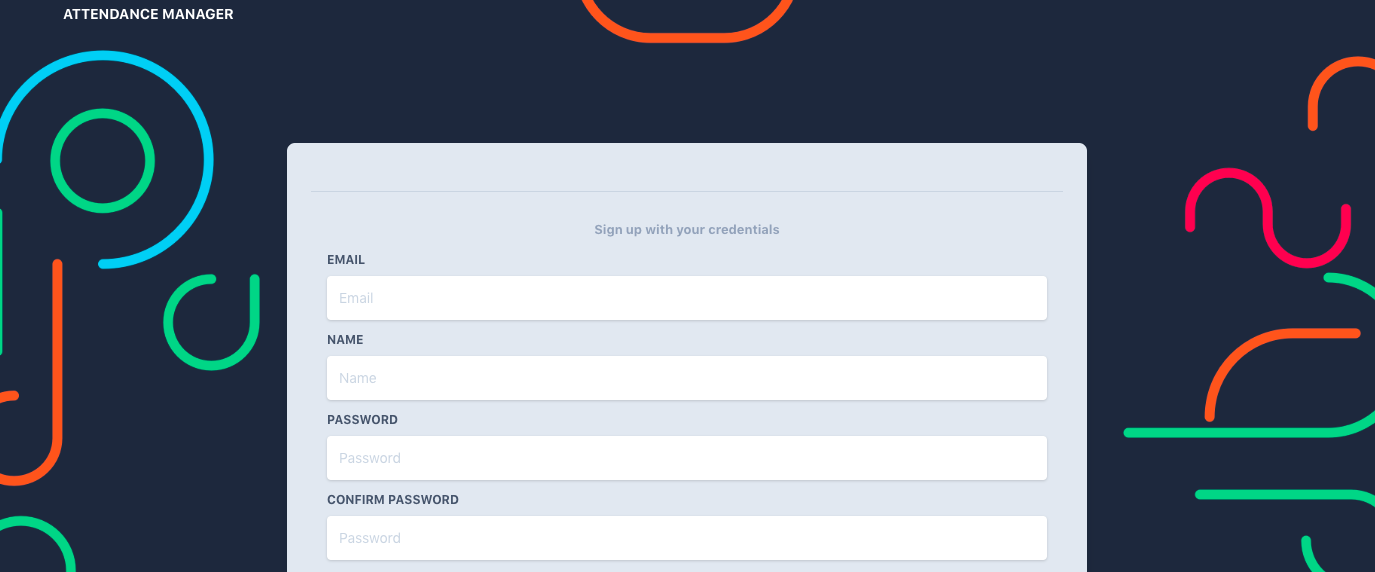 ATTENDANCE MANAGER
Sign up with your credentials
EMAIL
Email
NAME
Name
PASSWORD
Password
CONFIRM PASSWORD
Password